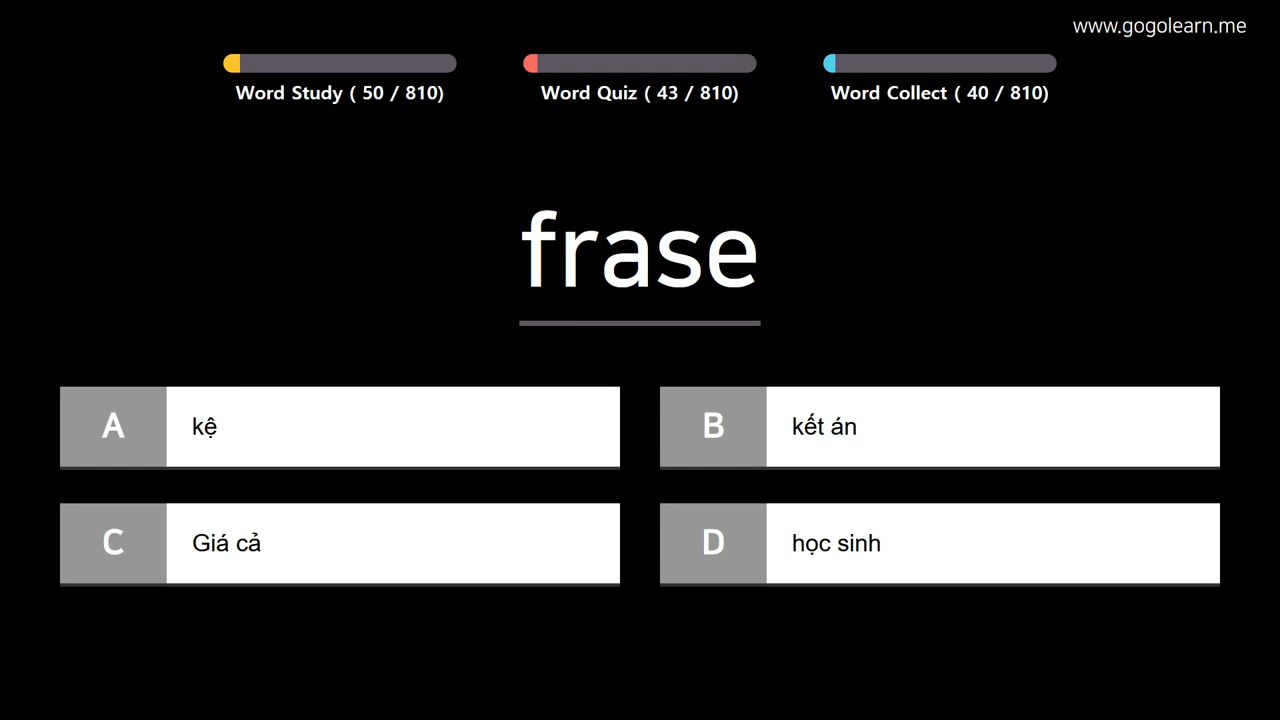 www.gogolearn.me
Word Study ( 50 / 810)
Word Quiz ( 43 / 810)
Word Collect ( 40 / 810)
frase
A kệ
B kết án
C Giá cả
D học sinh